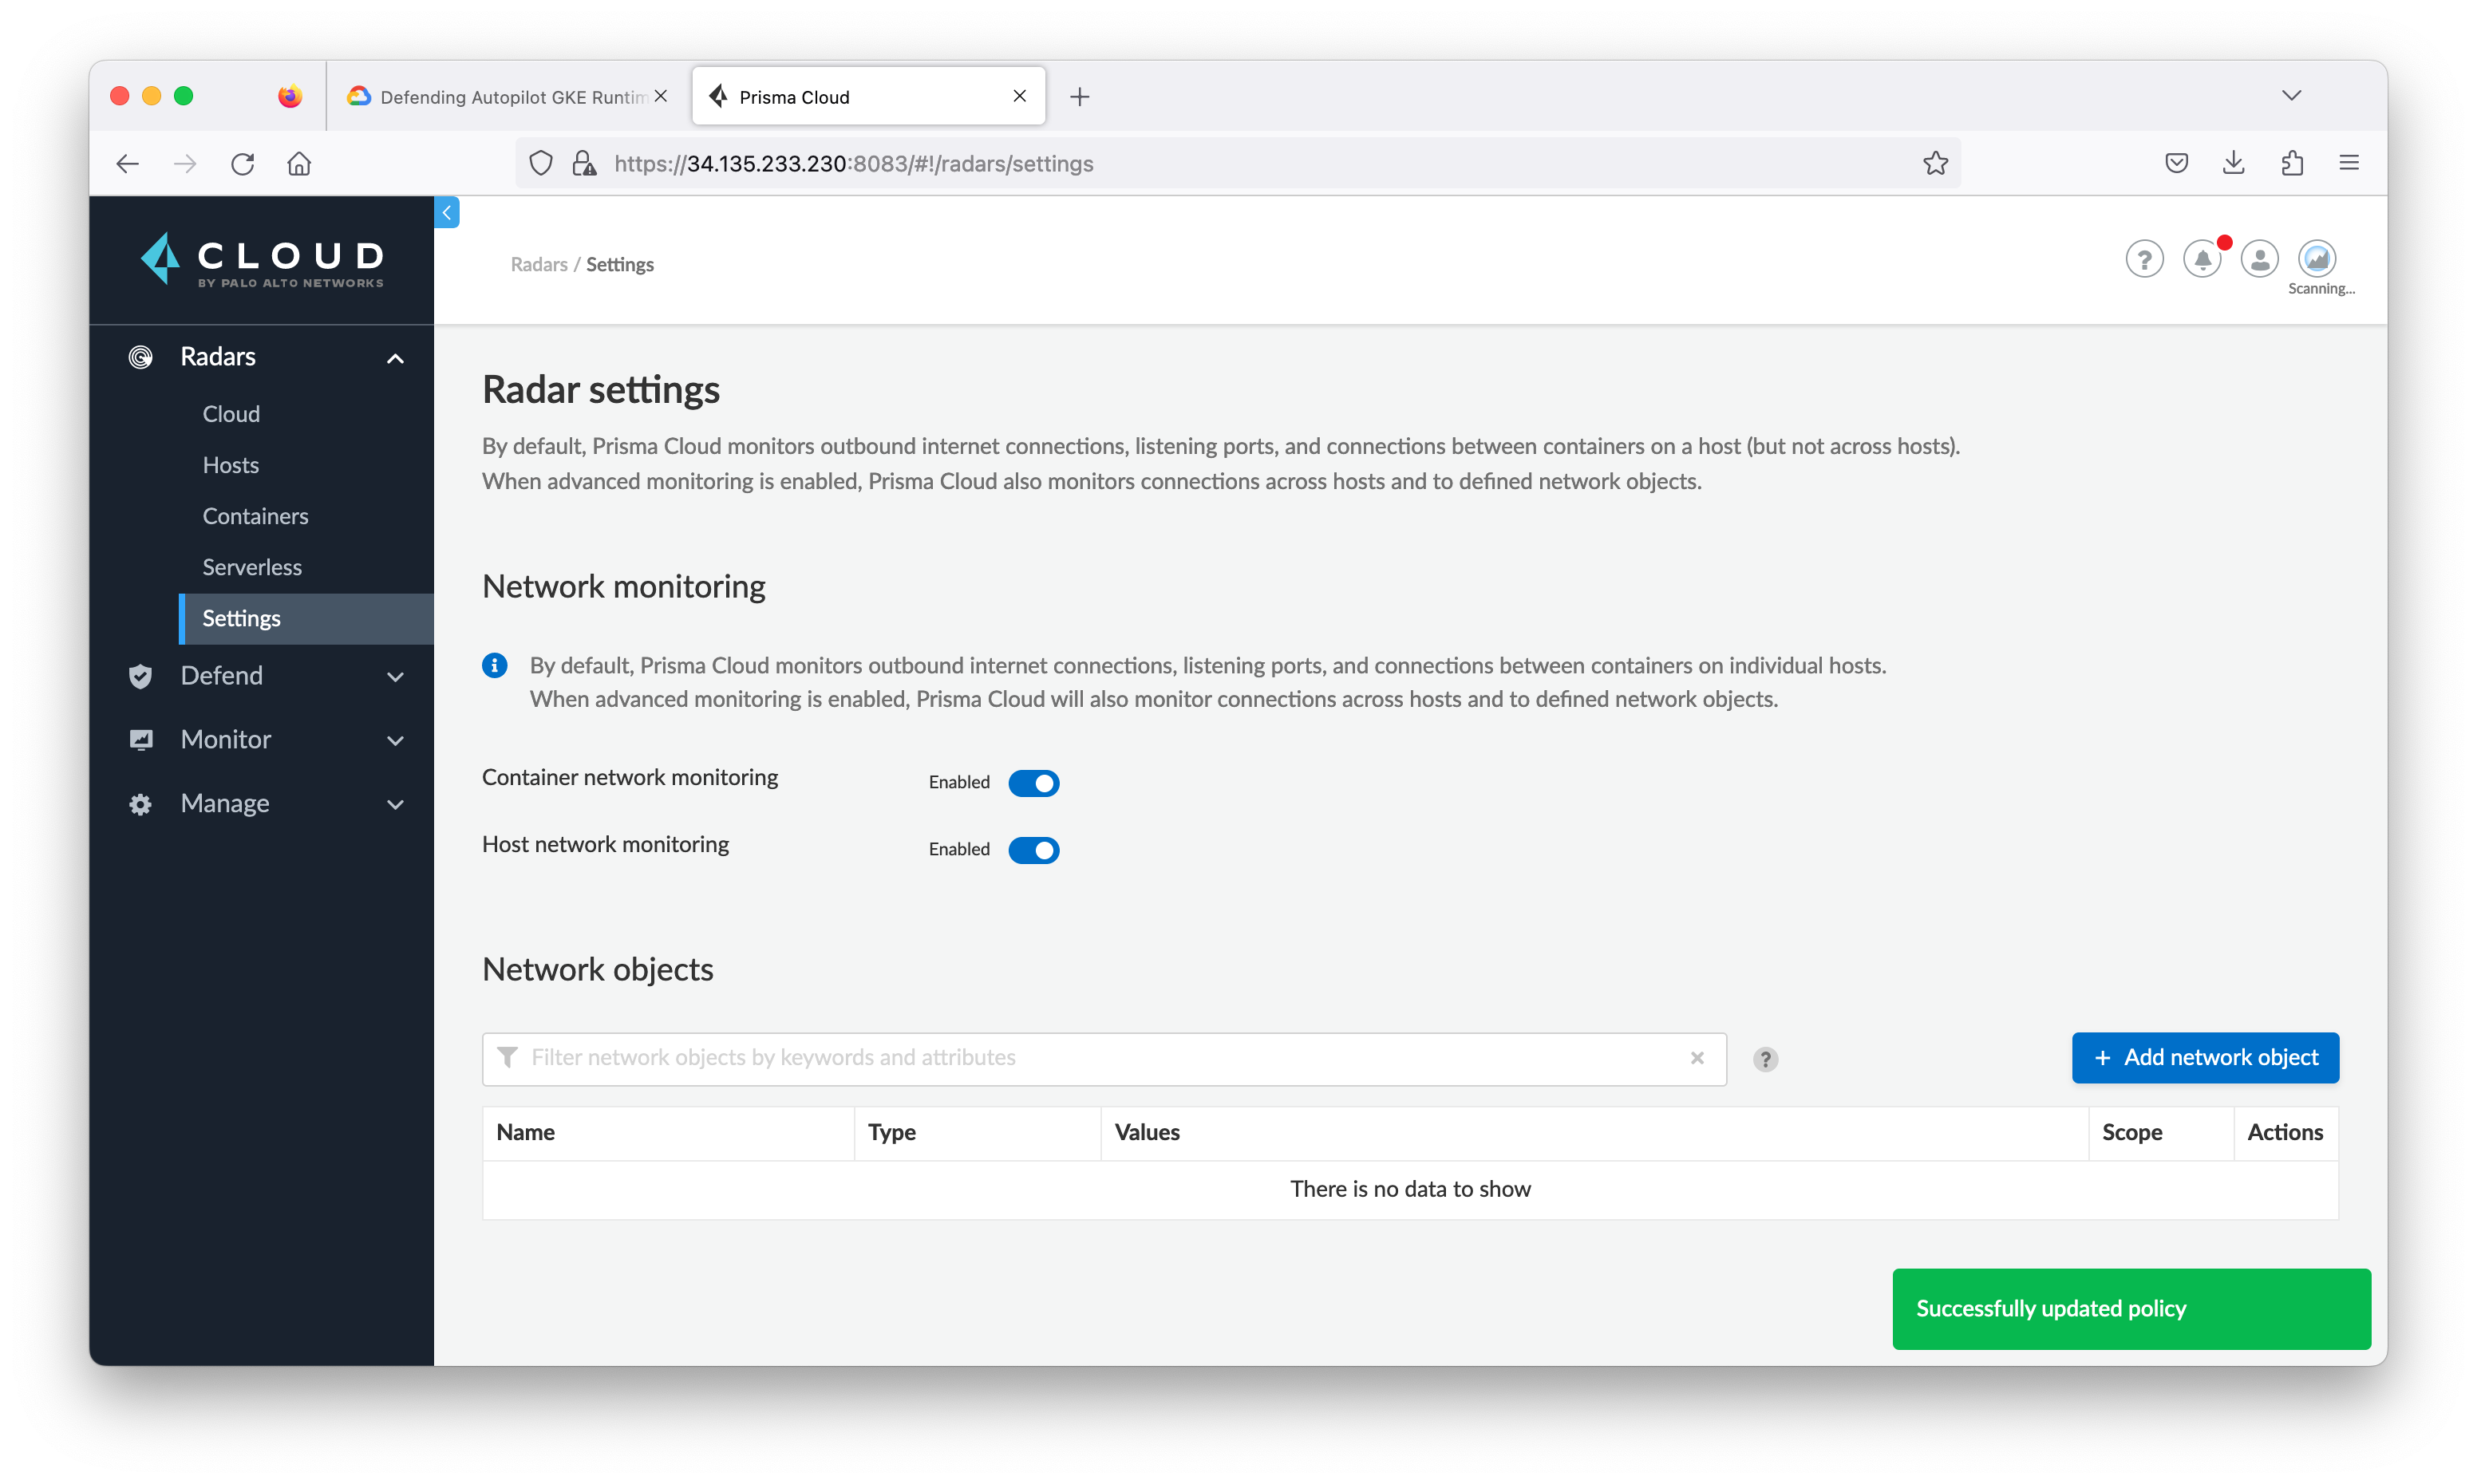 Defending Autopilot GKE Runtim
Prisma Cloud
https://34.135.233.230:8083/#!/radars/settings
CLOUD
BY PALO ALTO NETWORKS
Radars / Settings
Scanning...
Radars
Cloud
Hosts
Containers
Serverless
Settings
Defend
Monitor
Manage
Radar settings
By default, Prisma Cloud monitors outbound internet connections, listening ports, and connections between containers on a host (but not across hosts).
When advanced monitoring is enabled, Prisma Cloud also monitors connections across hosts and to defined network objects.
Network monitoring
By default, Prisma Cloud monitors outbound internet connections, listening ports, and connections between containers on individual hosts.
When advanced monitoring is enabled, Prisma Cloud will also monitor connections across hosts and to defined network objects.
Container network monitoring Enabled
Host network monitoring Enabled
Network objects
Filter network objects by keywords and attributes
+ Add network object
Name Type Values Scope Actions
There is no data to show
Successfully updated policy